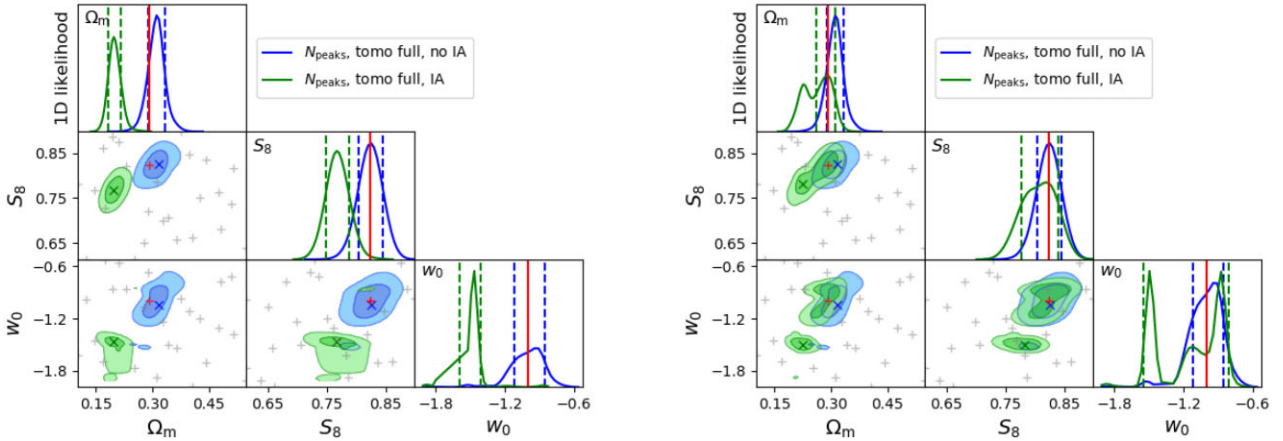 1D likelihood
Ωm
Npeaks, tomo full, no IA
Npeaks, tomo full, IA
S8
0.85
0.75
0.65
S8
w0
−0.6
−1.2
−1.8
w0
0.15 0.30 0.45
Ωm
0.65 0.75 0.85
S8
−1.8 −1.2 −0.6
w0
1D likelihood
Ωm
Npeaks, tomo full, no IA
Npeaks, tomo full, IA
S8
0.85
0.75
0.65
S8
w0
−0.6
−1.2
−1.8
w0
0.15 0.30 0.45
Ωm
0.65 0.75 0.85
S8
−1.8 −1.2 −0.6
w0